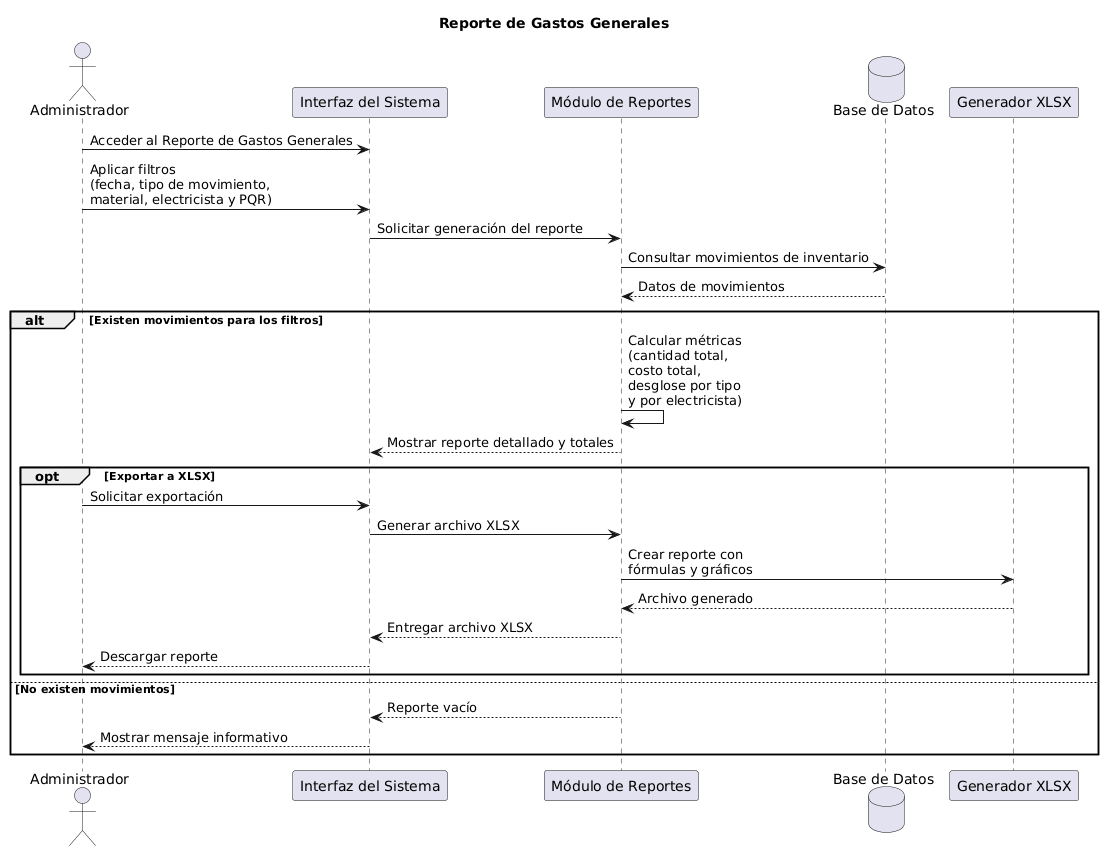 Reporte de Gastos Generales
Administrador
Interfaz del Sistema
Módulo de Reportes
Base de Datos
Generador XLSX
Acceder al Reporte de Gastos Generales
Aplicar filtros
(fecha, tipo de movimiento,
material, electricista y PQR)
Solicitar generación del reporte
Consultar movimientos de inventario
Datos de movimientos
alt
[Existen movimientos para los filtros]
Calcular métricas
(cantidad total,
costo total,
desglose por tipo
y por electricista)
Mostrar reporte detallado y totales
opt
[Exportar a XLSX]
Solicitar exportación
Generar archivo XLSX
Crear reporte con
fórmulas y gráficos
Archivo generado
Entregar archivo XLSX
Descargar reporte
[No existen movimientos]
Reporte vacío
Mostrar mensaje informativo
Administrador
Interfaz del Sistema
Módulo de Reportes
Base de Datos
Generador XLSX